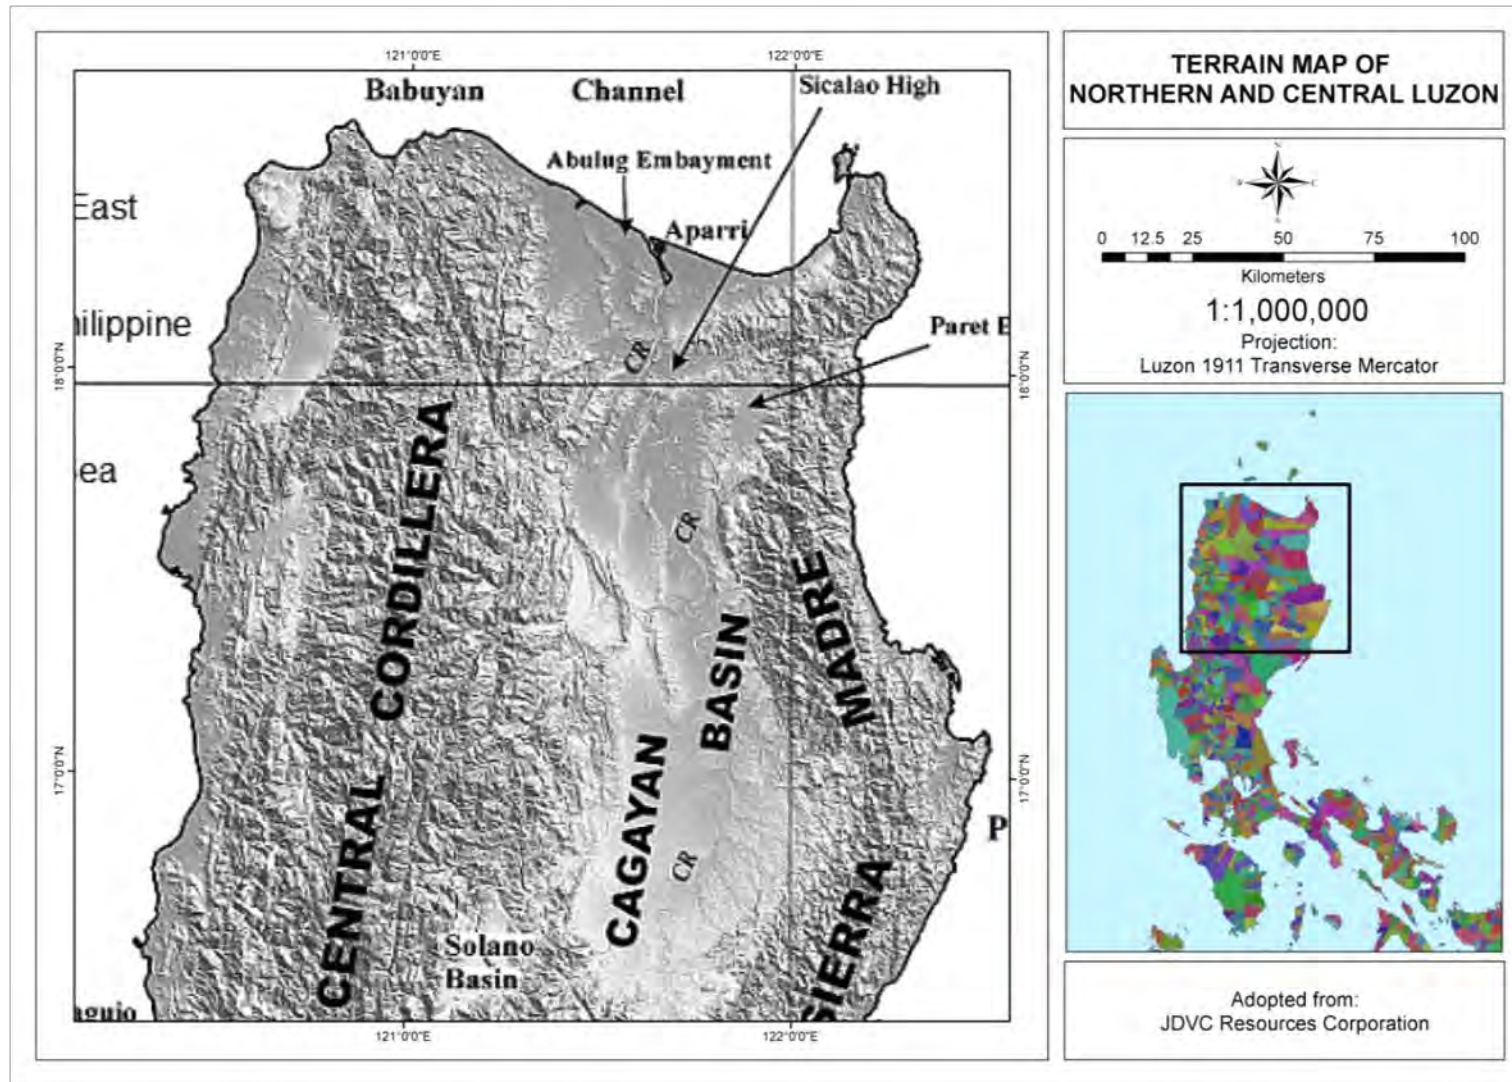 121°0'0"E
122°0'0"E
Babuyan Channel
Sicalao High
Abulug Embayment
East
Aparri
hilippine
Paret E
CR
18°0'0"N
18°0'0"N
ea
CENTRAL CORDILLERA
CR
SIERRA MADRE
CAGAYAN BASIN
17°0'0"N
17°0'0"N
P
CR
Solano
Basin
aguio
121°0'0"E
122°0'0"E
TERRAIN MAP OF
NORTHERN AND CENTRAL LUZON
0 12.5 25 50 75 100
Kilometers
1:1,000,000
Projection:
Luzon 1911 Transverse Mercator
Adopted from:
JDVC Resources Corporation